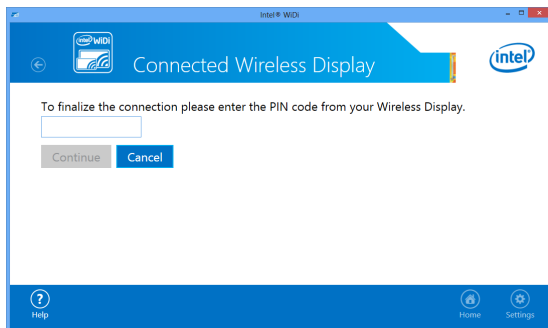 Intel® WiDi
intel WiDi
Connected Wireless Display
intel
To finalize the connection please enter the PIN code from your Wireless Display.
Continue
Cancel
?
Help
Home
Settings